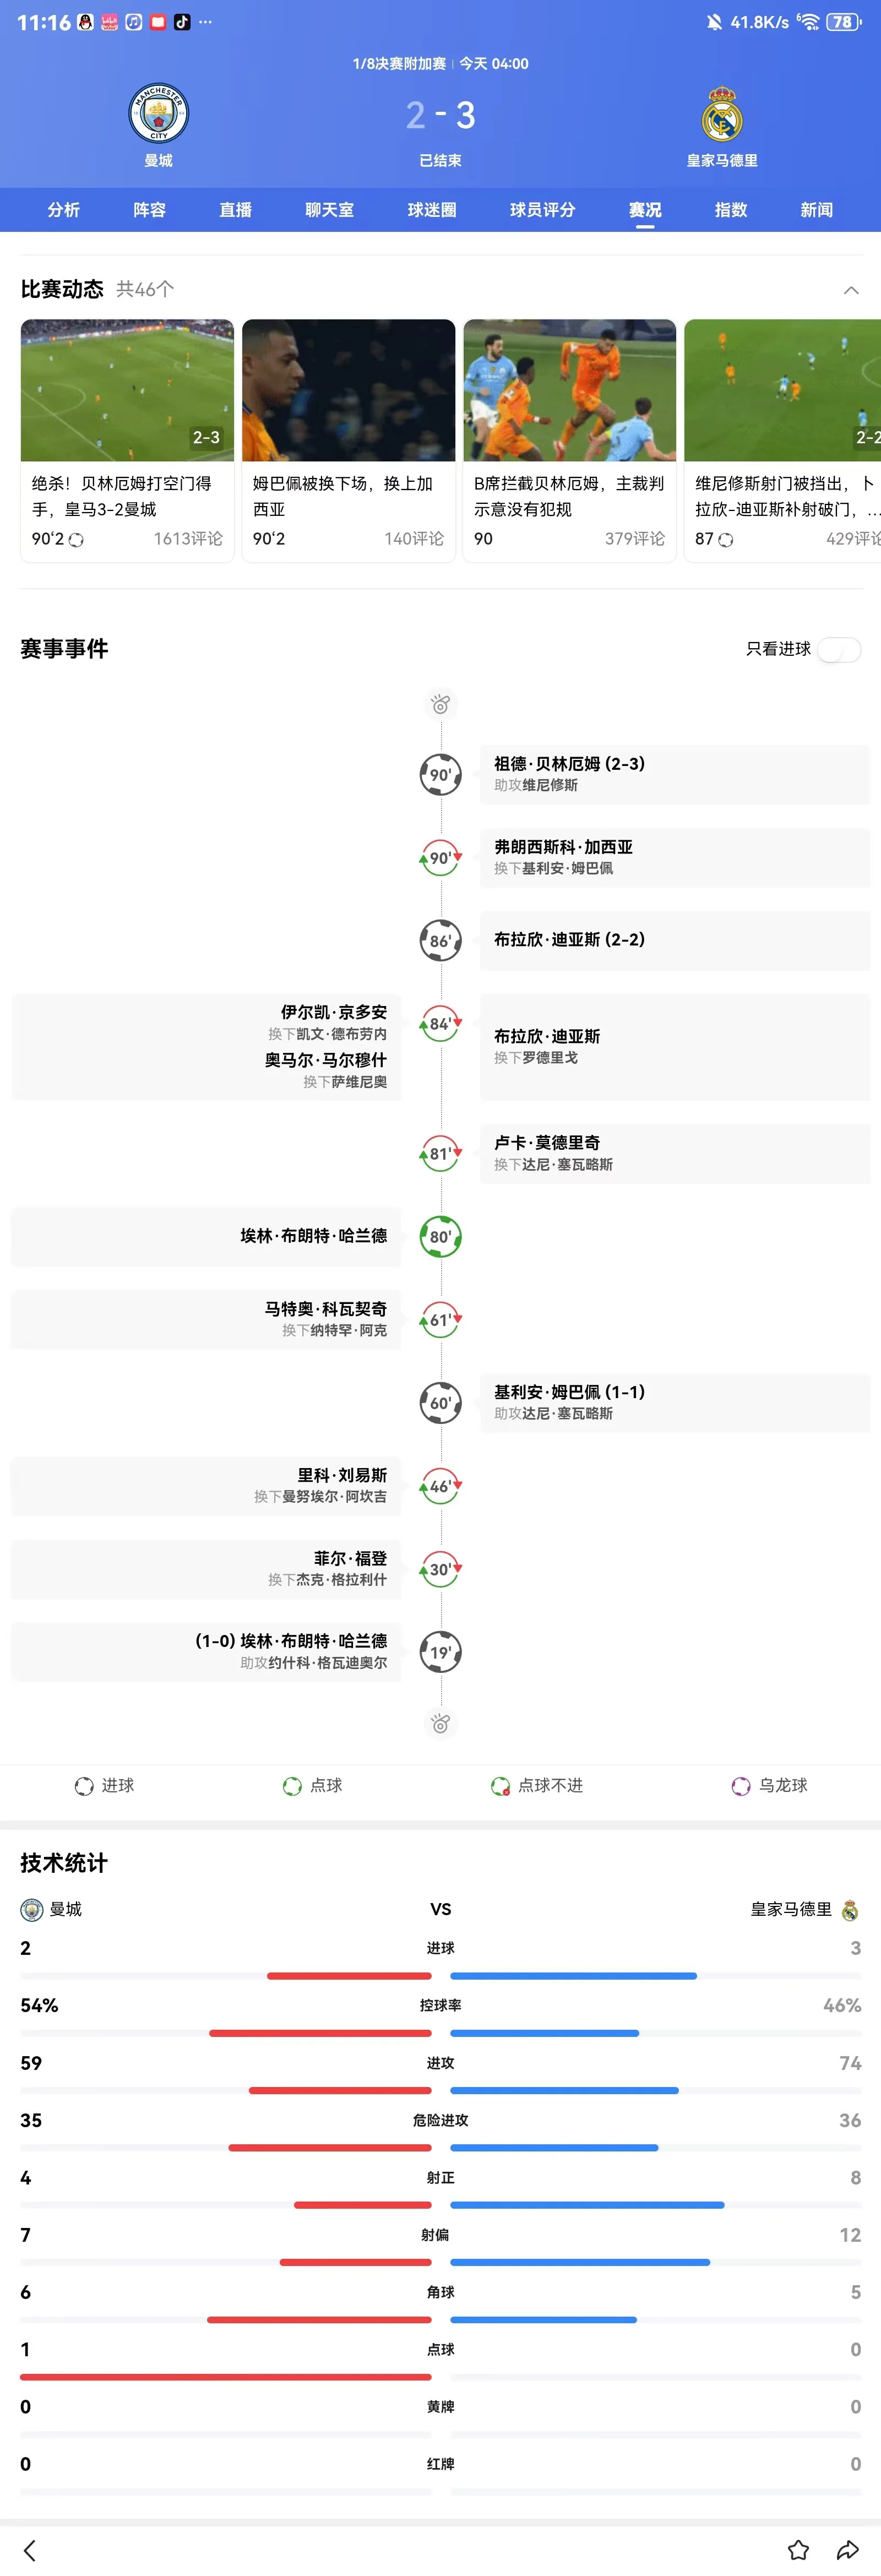 11:16
41.8K/s
6
78
1/8决赛附加赛 | 今天 04:00
2 - 3
曼城
已结束
皇家马德里
分析 阵容 直播 聊天室 球迷圈 球员评分 赛况 指数 新闻
比赛动态 共46个
2-3
绝杀！贝林厄姆打空门得
手，皇马3-2曼城
90‘2 1613评论
姆巴佩被换下场，换上加
西亚
90‘2 140评论
B席拦截贝林厄姆，主裁判
示意没有犯规
90 379评论
2-2
维尼修斯射门被挡出，卜
拉欣-迪亚斯补射破门，...
87 429评论
赛事事件
只看进球
90'
祖德·贝林厄姆 (2-3)
助攻维尼修斯
90'
弗朗西斯科·加西亚
换下基利安·姆巴佩
86'
布拉欣·迪亚斯 (2-2)
伊尔凯·京多安
换下凯文·德布劳内
奥马尔·马尔穆什
换下萨维尼奥
84'
布拉欣·迪亚斯
换下罗德里戈
81'
卢卡·莫德里奇
换下达尼·塞瓦略斯
埃林·布朗特·哈兰德
80'
马特奥·科瓦契奇
换下纳特罕·阿克
61'
60'
基利安·姆巴佩 (1-1)
助攻达尼·塞瓦略斯
里科·刘易斯
换下曼努埃尔·阿坎吉
46'
菲尔·福登
换下杰克·格拉利什
30'
(1-0) 埃林·布朗特·哈兰德
助攻约什科·格瓦迪奥尔
19'
进球 点球 点球不进 乌龙球
技术统计
曼城 VS 皇家马德里
2 进球 3
54% 控球率 46%
59 进攻 74
35 危险进攻 36
4 射正 8
7 射偏 12
6 角球 5
1 点球 0
0 黄牌 0
0 红牌 0